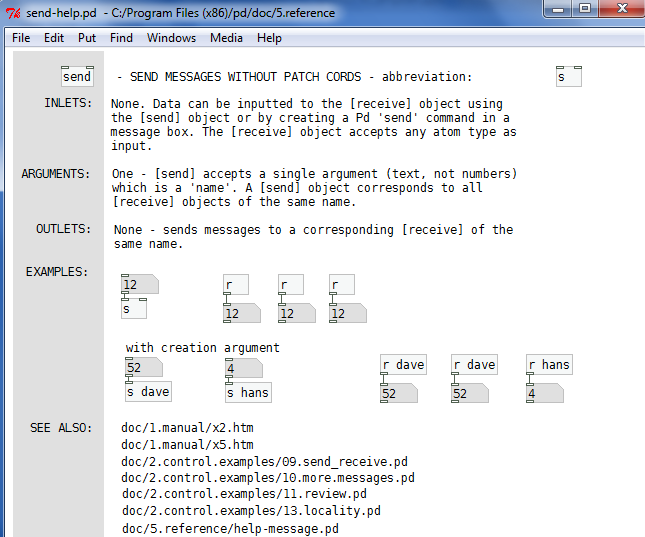 send-help.pd - C:/Program Files (x86)/pd/doc/5.reference
File Edit Put Find Windows Media Help
send - SEND MESSAGES WITHOUT PATCH CORDS - abbreviation: s
INLETS: None. Data can be inputted to the [receive] object using
the [send] object or by creating a Pd 'send' command in a
message box. The [receive] object accepts any atom type as
input.
ARGUMENTS: One - [send] accepts a single argument (text, not numbers)
which is a 'name'. A [send] object corresponds to all
[receive] objects of the same name.
OUTLETS: None - sends messages to a corresponding [receive] of the
same name.
EXAMPLES:
12 r r r
s 12 12 12
with creation argument
52 4 r dave r dave r hans
s dave s hans 52 52 4
SEE ALSO: doc/1.manual/x2.htm
doc/1.manual/x5.htm
doc/2.control.examples/09.send_receive.pd
doc/2.control.examples/10.more.messages.pd
doc/2.control.examples/11.review.pd
doc/2.control.examples/13.locality.pd
doc/5.reference/help-message.pd